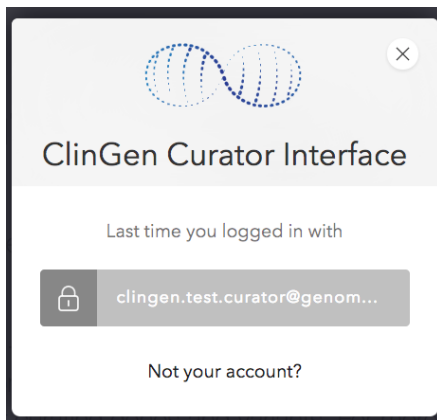 ClinGen Curator Interface
Last time you logged in with
clingen.test.curator@genom...
Not your account?